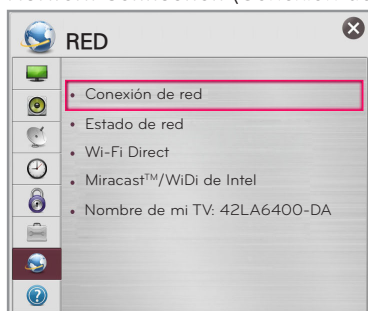 RED
• Conexión de red
• Estado de red
• Wi-Fi Direct
• Miracast™/WiDi de Intel
• Nombre de mi TV: 42LA6400-DA